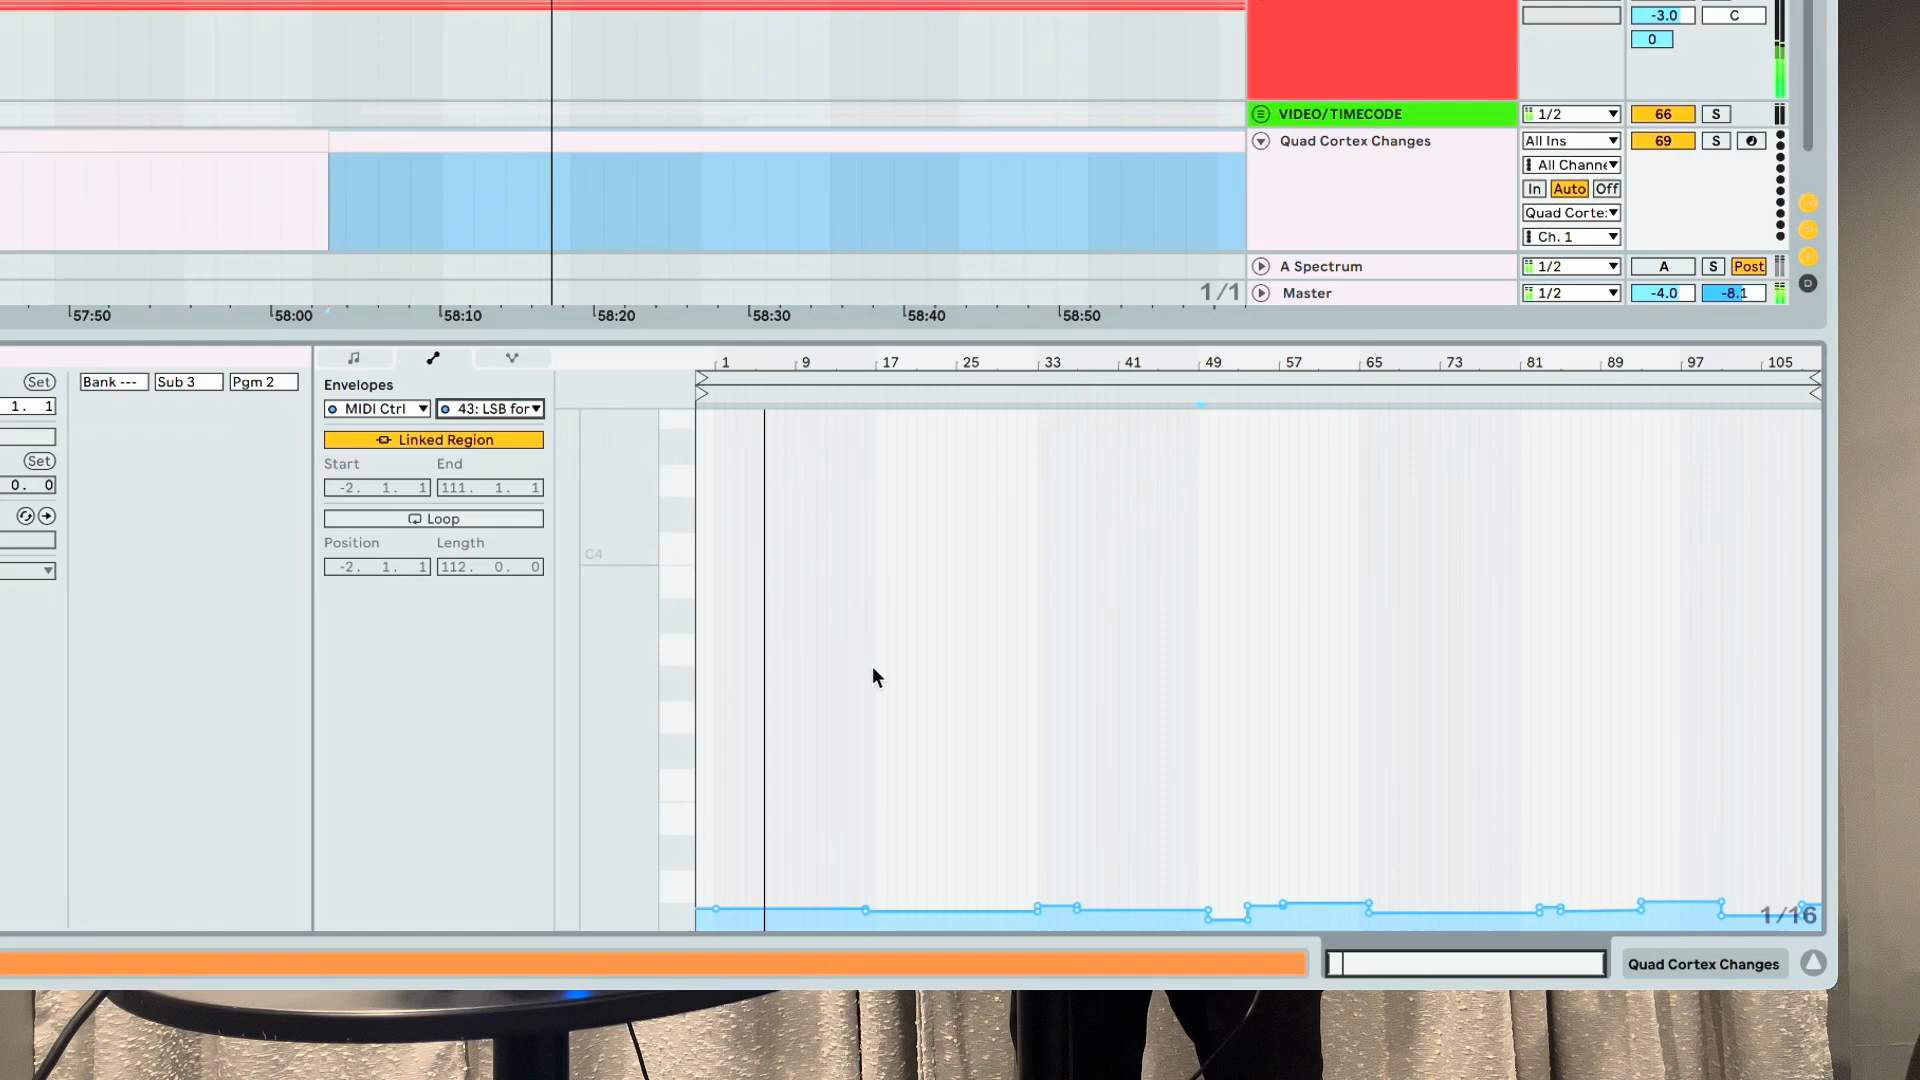 -3.0 C
0
VIDEO/TIMECODE 1/2 66 S
Quad Cortex Changes All Ins 69 S
All Channe
In Auto Off
Quad Corte:
Ch. 1
A Spectrum 1/2 A S Post
1/1 Master 1/2 -4.0 -8.1
D
57:50 58:00 58:10 58:20 58:30 58:40 58:50
1 9 17 25 33 41 49 57 65 73 81 89 97 105
Set Bank --- Sub 3 Pgm 2 Envelopes
1. 1 MIDI Ctrl 43: LSB for
Linked Region
Set Start End
0. 0 -2. 1. 1 111. 1. 1
Loop
Position Length
C4
-2. 1. 1 112. 0. 0
1/16
Quad Cortex Changes